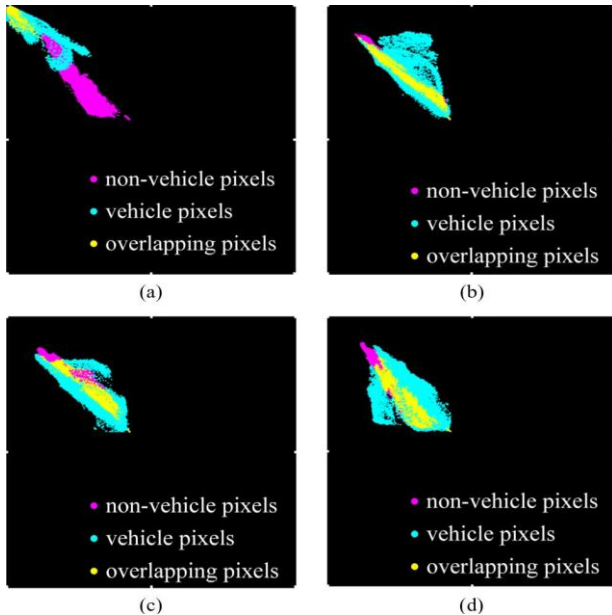 non-vehicle pixels
vehicle pixels
overlapping pixels
(a)
non-vehicle pixels
vehicle pixels
overlapping pixels
(b)
non-vehicle pixels
vehicle pixels
overlapping pixels
(c)
non-vehicle pixels
vehicle pixels
overlapping pixels
(d)